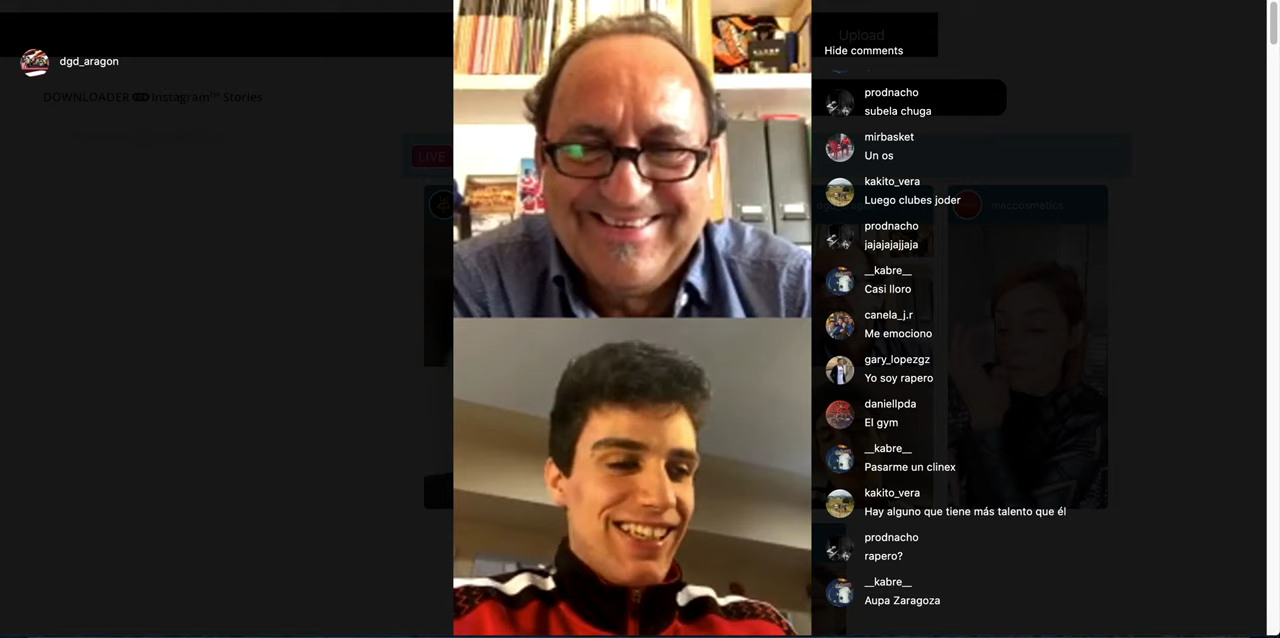 Upload
Hide comments
dgd_aragon
DOWNLOADER Instagram™ Stories
LIVE
prodnacho
subela chuga
mirbasket
Un os
kakito_vera
Luego clubes joder
maccosmetics
prodnacho
jajajajajjaja
__kabre__
Casi lloro
canela_j.r
Me emociono
gary_lopezgz
Yo soy rapero
daniellpda
El gym
__kabre__
Pasarme un clinex
kakito_vera
Hay alguno que tiene más talento que él
prodnacho
rapero?
__kabre__
Aupa Zaragoza